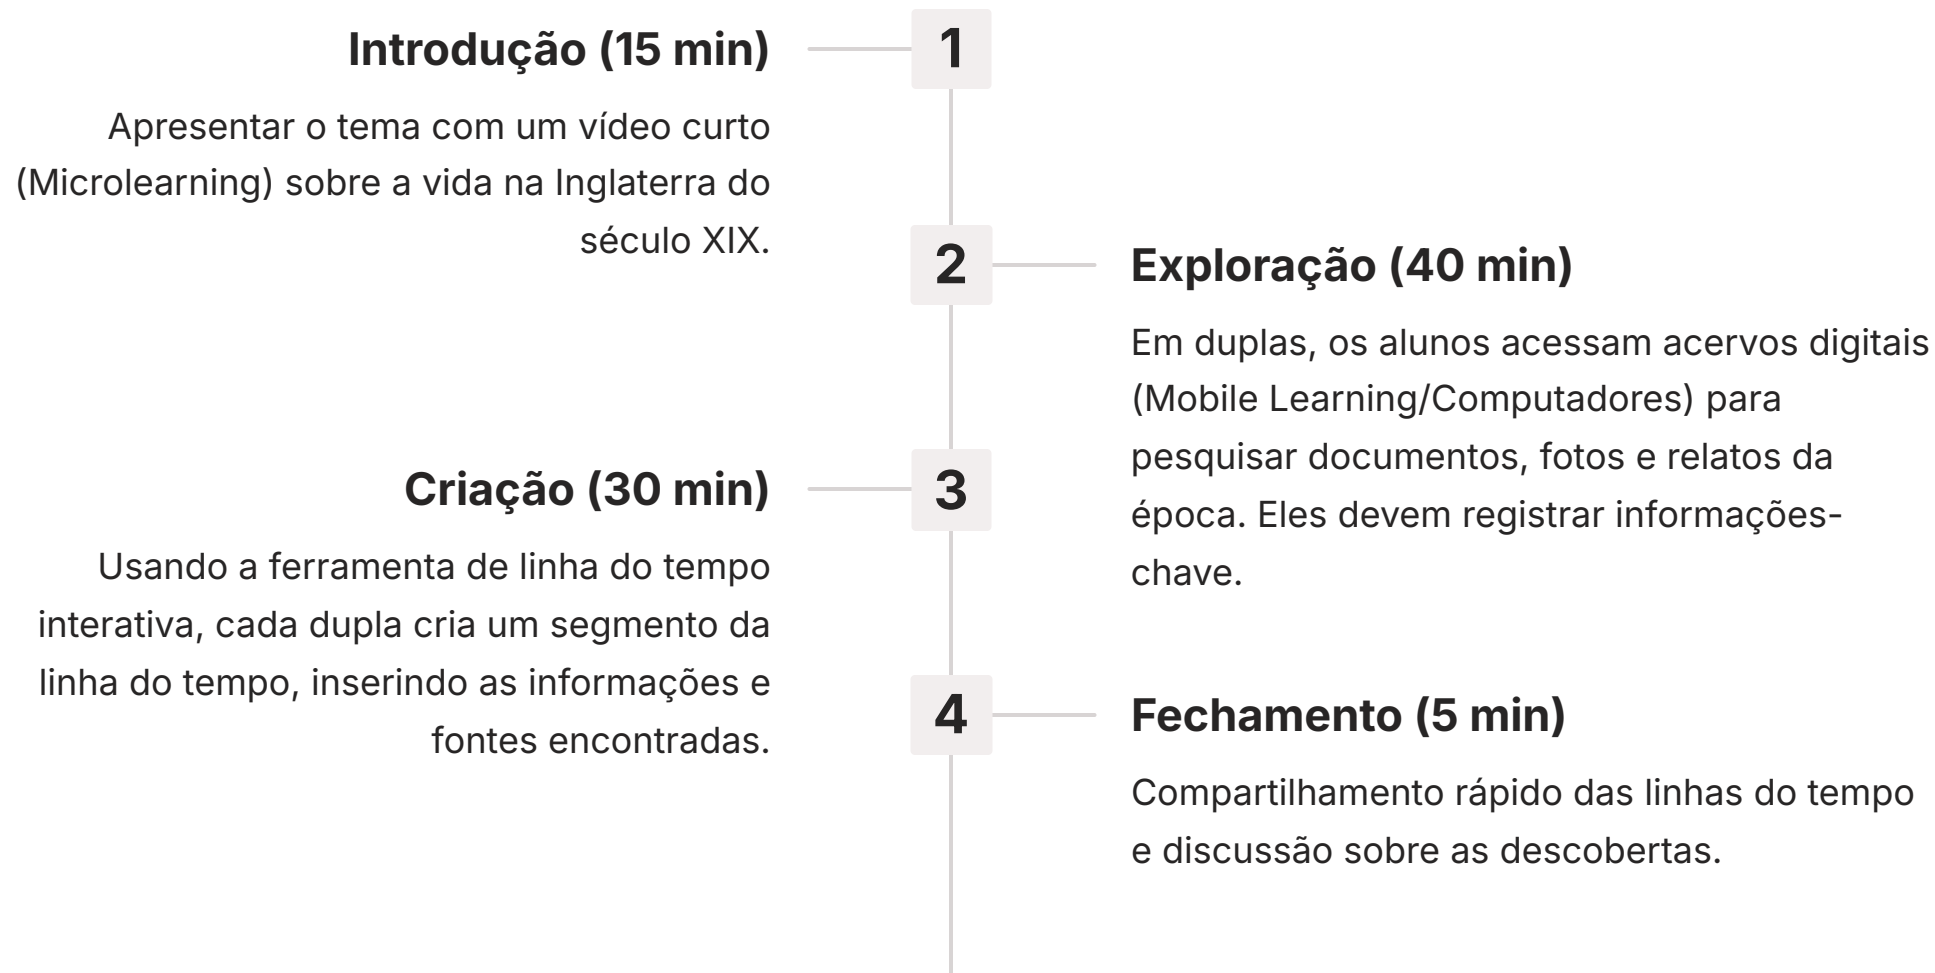 1
Introdução (15 min)
Apresentar o tema com um vídeo curto
(Microlearning) sobre a vida na Inglaterra do
século XIX.
2
Exploração (40 min)
Em duplas, os alunos acessam acervos digitais
(Mobile Learning/Computadores) para
pesquisar documentos, fotos e relatos da
época. Eles devem registrar informações-
chave.
3
Criação (30 min)
Usando a ferramenta de linha do tempo
interativa, cada dupla cria um segmento da
linha do tempo, inserindo as informações e
fontes encontradas.
4
Fechamento (5 min)
Compartilhamento rápido das linhas do tempo
e discussão sobre as descobertas.